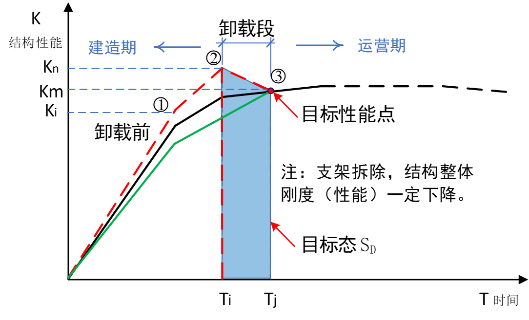 K
结构性能
建造期
卸载段
运营期
Kn
②
③
Km
Ki
①
卸载前
目标性能点
注：支架拆除，结构整体
刚度（性能）一定下降。
目标态 SD
Ti
Tj
T 时间